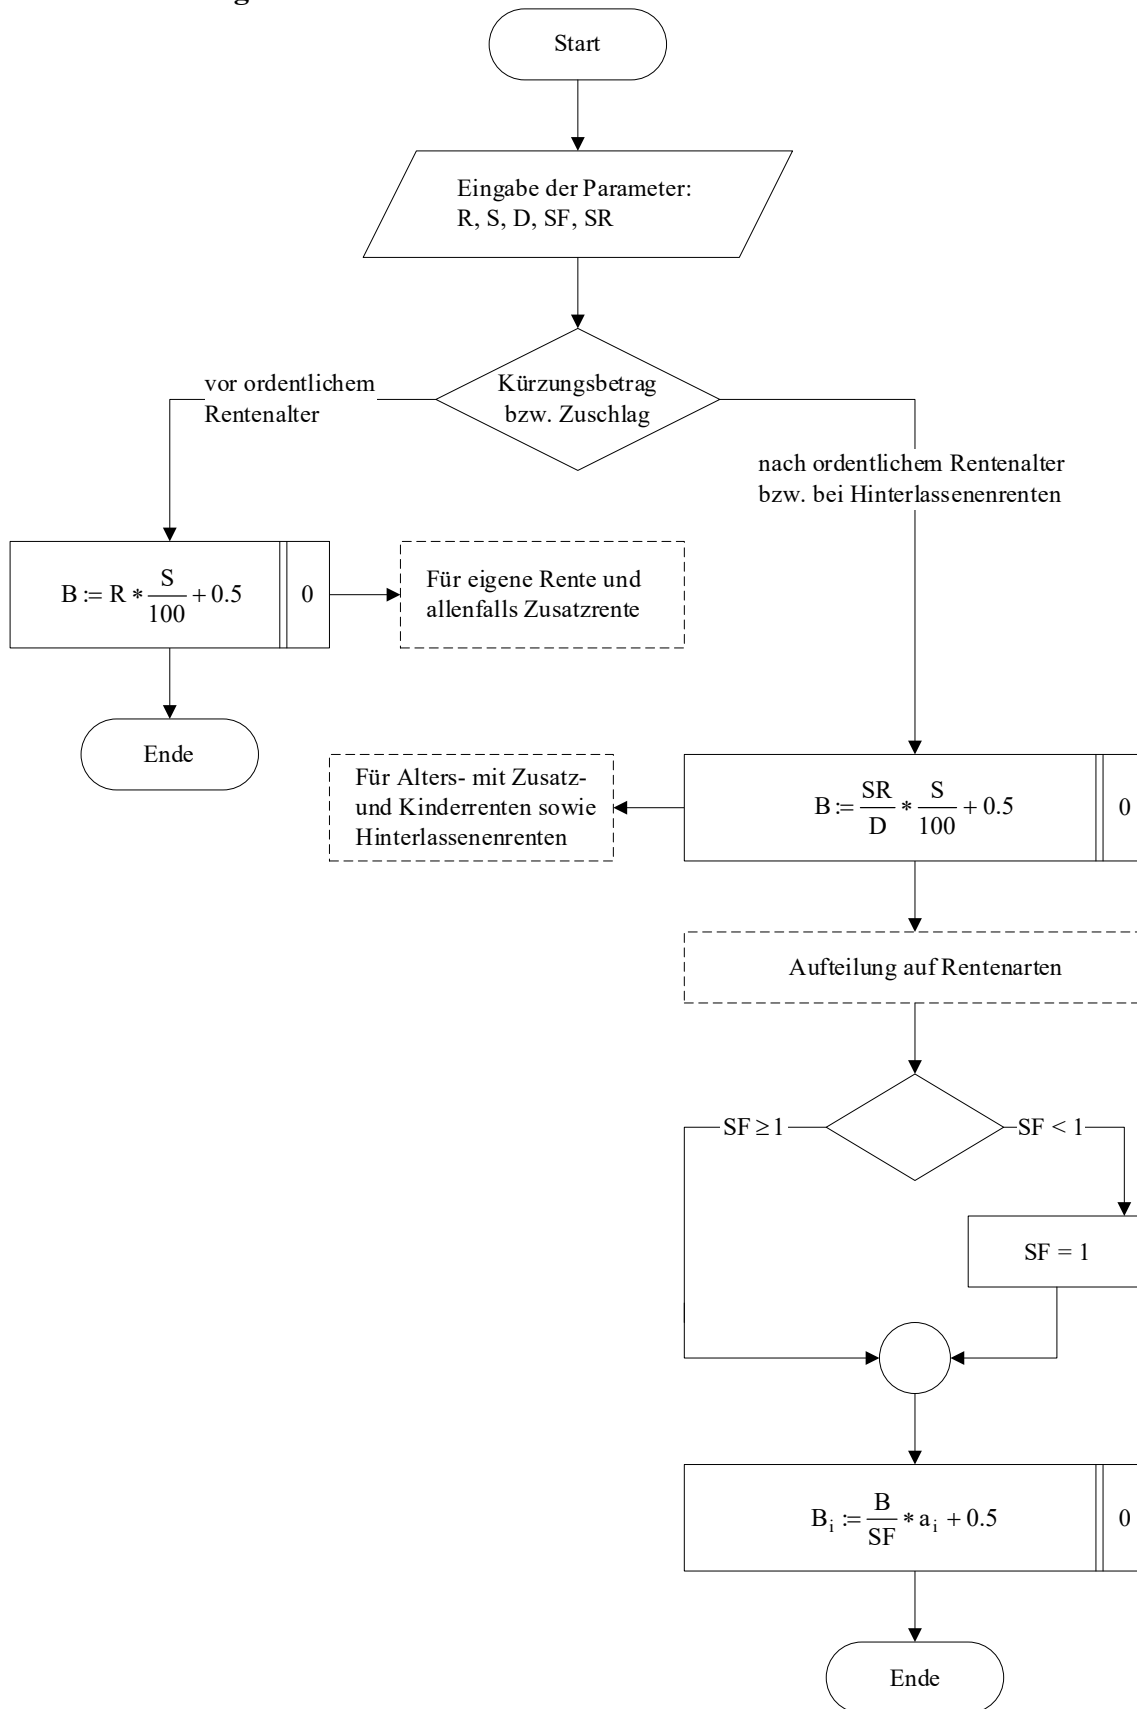 Start
Eingabe der Parameter:
R, S, D, SF, SR
Kürzungsbetrag
bzw. Zuschlag
vor ordentlichem
Rentenalter
nach ordentlichem Rentenalter
bzw. bei Hinterlassenenrenten
B := R * S/100 + 0.5
0
Für eigene Rente und
allenfalls Zusatzrente
Ende
Für Alters- mit Zusatz-
und Kinderrenten sowie
Hinterlassenenrenten
B := SR/D * S/100 + 0.5
0
Aufteilung auf Rentenarten
SF ≥ 1
SF < 1
SF = 1
B_i := B/SF * a_i + 0.5
0
Ende